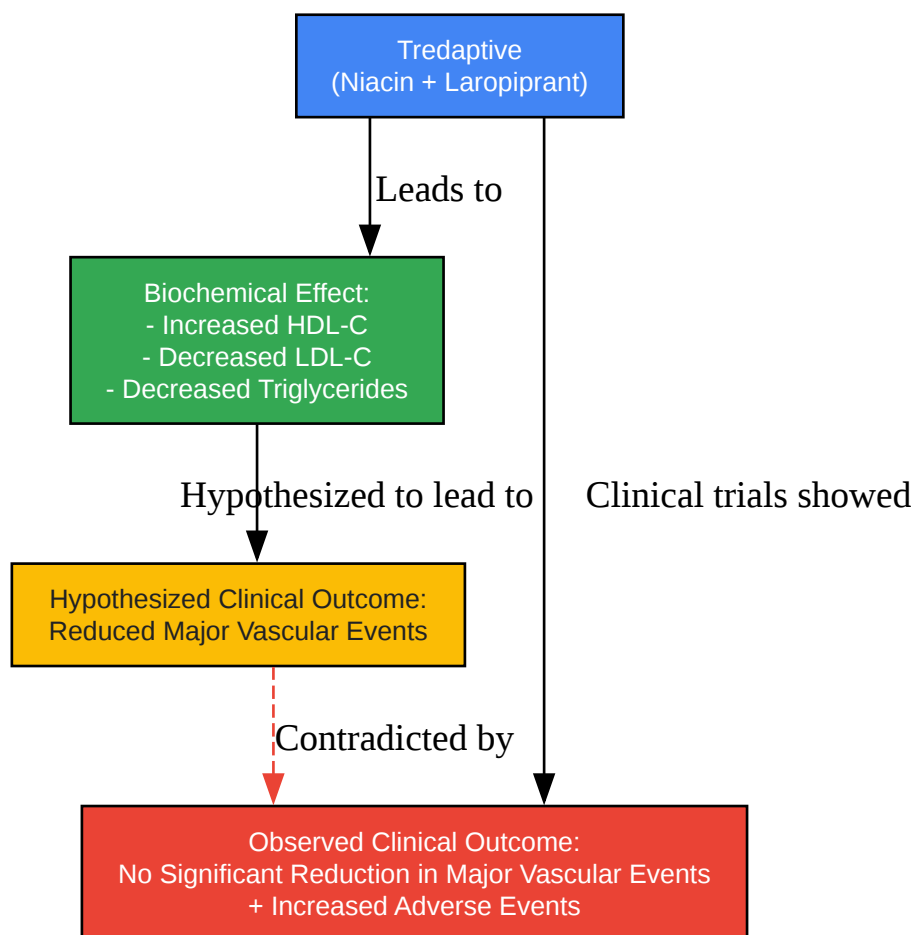 Tredaptive
(Niacin + Laropiprant)
Leads to
Biochemical Effect:
- Increased HDL-C
- Decreased LDL-C
- Decreased Triglycerides
Hypothesized to lead to
Clinical trials showed
Hypothesized Clinical Outcome:
Reduced Major Vascular Events
Contradicted by
Observed Clinical Outcome:
No Significant Reduction in Major Vascular Events
+ Increased Adverse Events